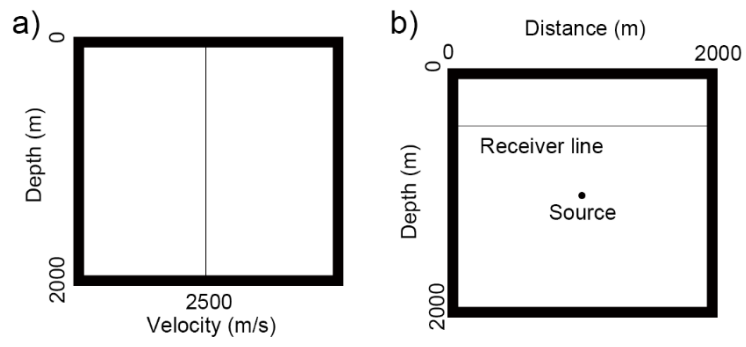 a)
0
Depth (m)
2000
2500
Velocity (m/s)
b)
Distance (m)
0
2000
0
Depth (m)
2000
Receiver line
Source